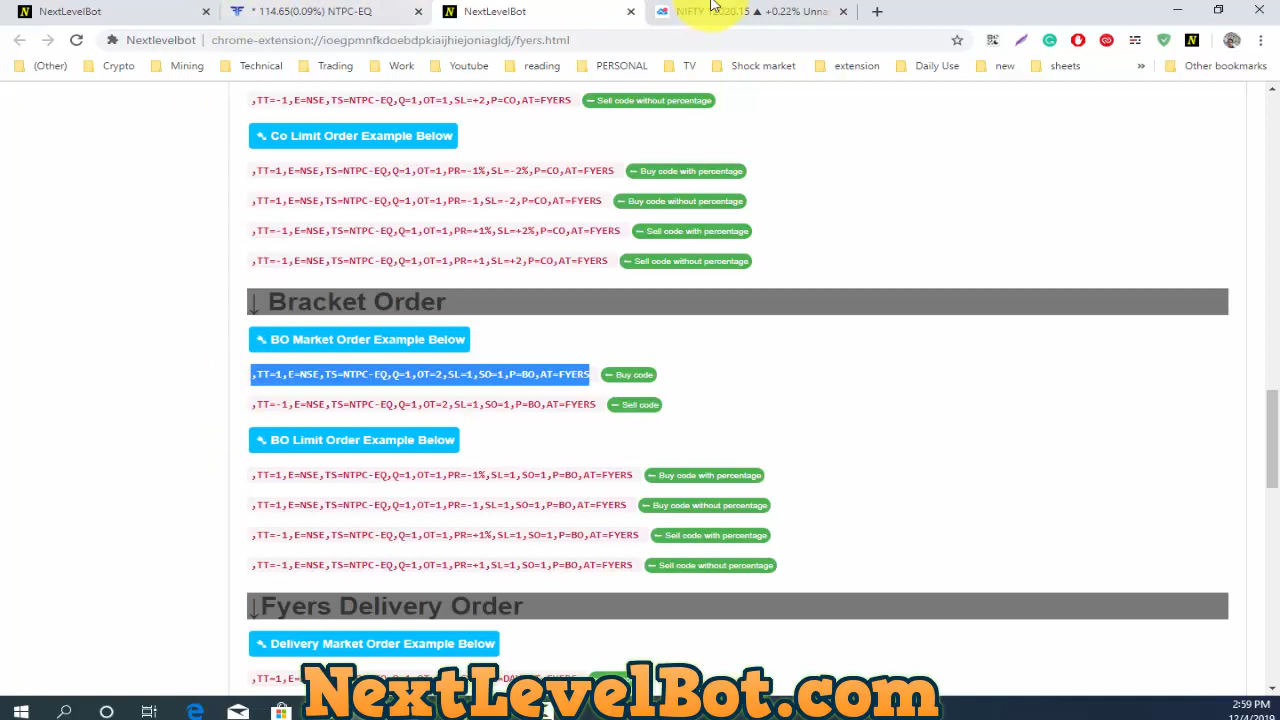 NextLevelBot
* 114.65(0.09%) NTPC-EQ
NextLevelBot
NIFTY 12020.15 ▲ +0.22% Unna
Nextlevelbot | chrome-extension://ioegpmnfkdoebdpkiaijhiejoniagldj/fyers.html
(Other)
Crypto
Mining
Technical
Trading
Work
Youtube
reading
PERSONAL
TV
Shock market
extension
Daily Use
new
sheets
»
Other bookmarks
,TT=-1,E=NSE,TS=NTPC-EQ,Q=1,OT=1,SL=+2,P=CO,AT=FYERS ← Sell code without percentage
Co Limit Order Example Below
,TT=1,E=NSE,TS=NTPC-EQ,Q=1,OT=1,PR=-1%,SL=-2%,P=CO,AT=FYERS ← Buy code with percentage
,TT=1,E=NSE,TS=NTPC-EQ,Q=1,OT=1,PR=-1,SL=-2,P=CO,AT=FYERS ← Buy code without percentage
,TT=-1,E=NSE,TS=NTPC-EQ,Q=1,OT=1,PR=+1%,SL=+2%,P=CO,AT=FYERS ← Sell code with percentage
,TT=-1,E=NSE,TS=NTPC-EQ,Q=1,OT=1,PR=+1,SL=+2,P=CO,AT=FYERS ← Sell code without percentage
↓ Bracket Order
BO Market Order Example Below
,TT=1,E=NSE,TS=NTPC-EQ,Q=1,OT=2,SL=1,SO=1,P=BO,AT=FYERS ← Buy code
,TT=-1,E=NSE,TS=NTPC-EQ,Q=1,OT=2,SL=1,SO=1,P=BO,AT=FYERS ← Sell code
BO Limit Order Example Below
,TT=1,E=NSE,TS=NTPC-EQ,Q=1,OT=1,PR=-1%,SL=1,SO=1,P=BO,AT=FYERS ← Buy code with percentage
,TT=1,E=NSE,TS=NTPC-EQ,Q=1,OT=1,PR=-1,SL=1,SO=1,P=BO,AT=FYERS ← Buy code without percentage
,TT=-1,E=NSE,TS=NTPC-EQ,Q=1,OT=1,PR=+1%,SL=1,SO=1,P=BO,AT=FYERS ← Sell code with percentage
,TT=-1,E=NSE,TS=NTPC-EQ,Q=1,OT=1,PR=+1,SL=1,SO=1,P=BO,AT=FYERS ← Sell code without percentage
↓Fyers Delivery Order
Delivery Market Order Example Below
NextLevelBot.com
2:59 PM